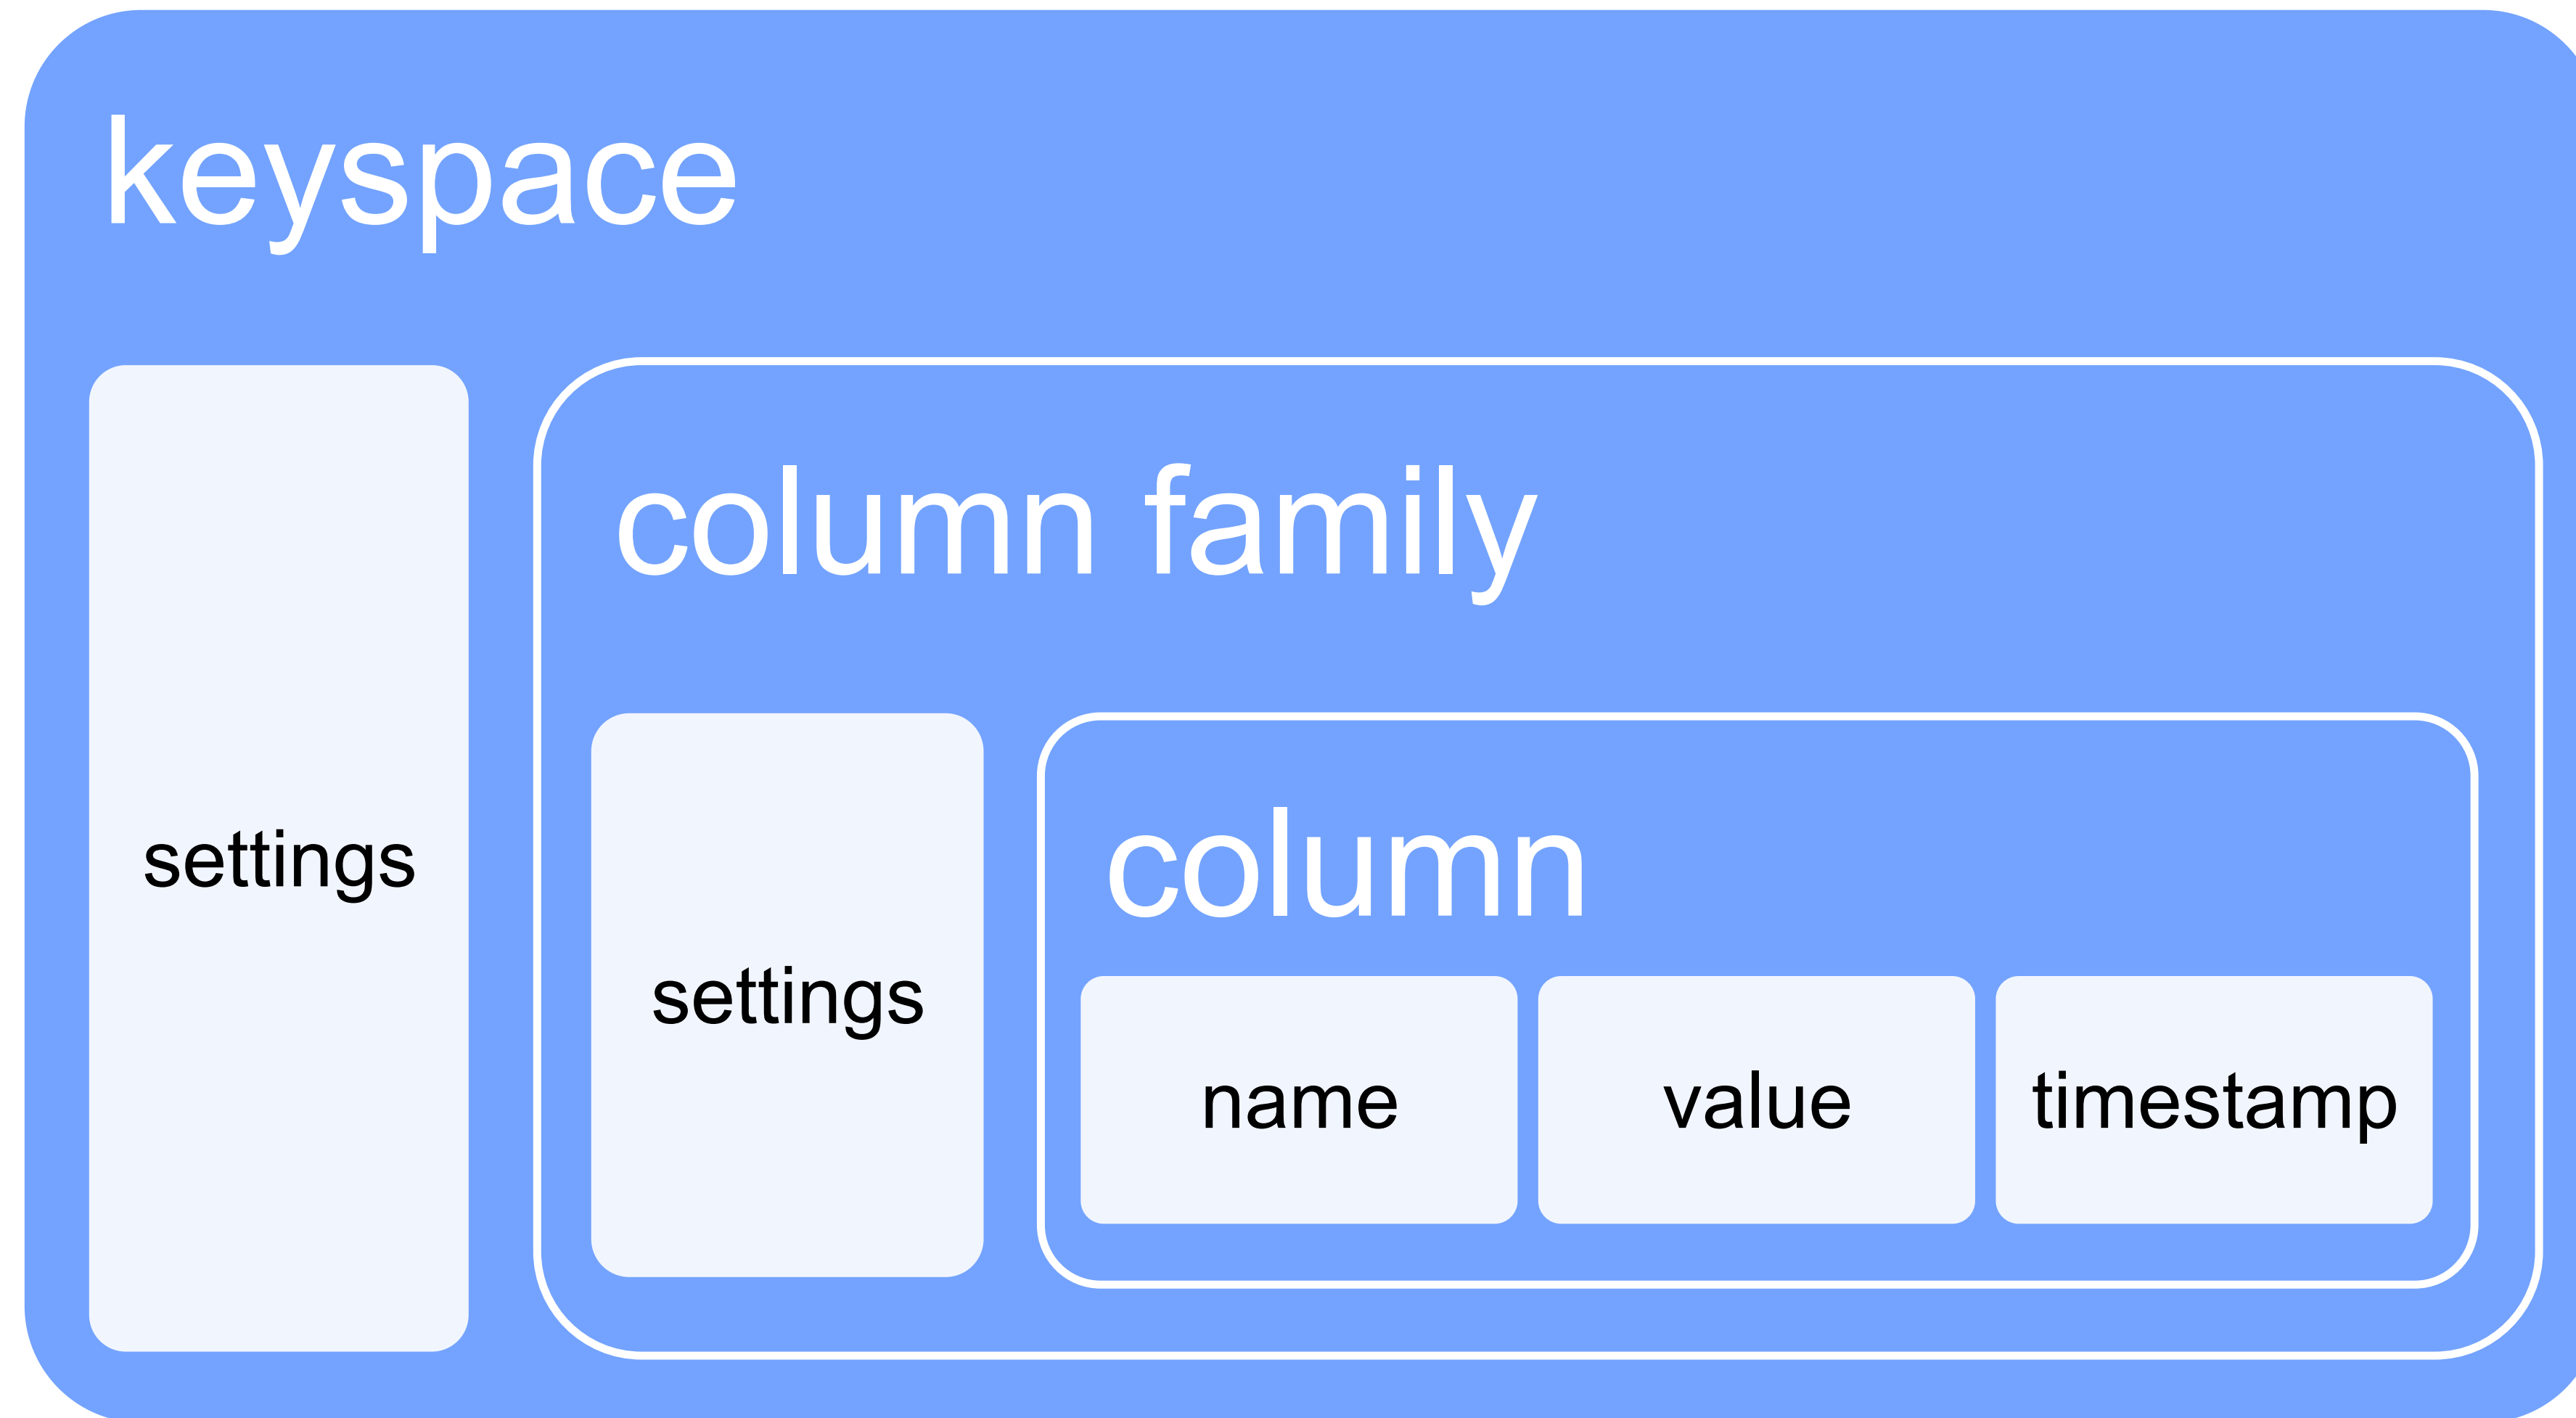 keyspace
settings
column family
settings
column
name
value
timestamp